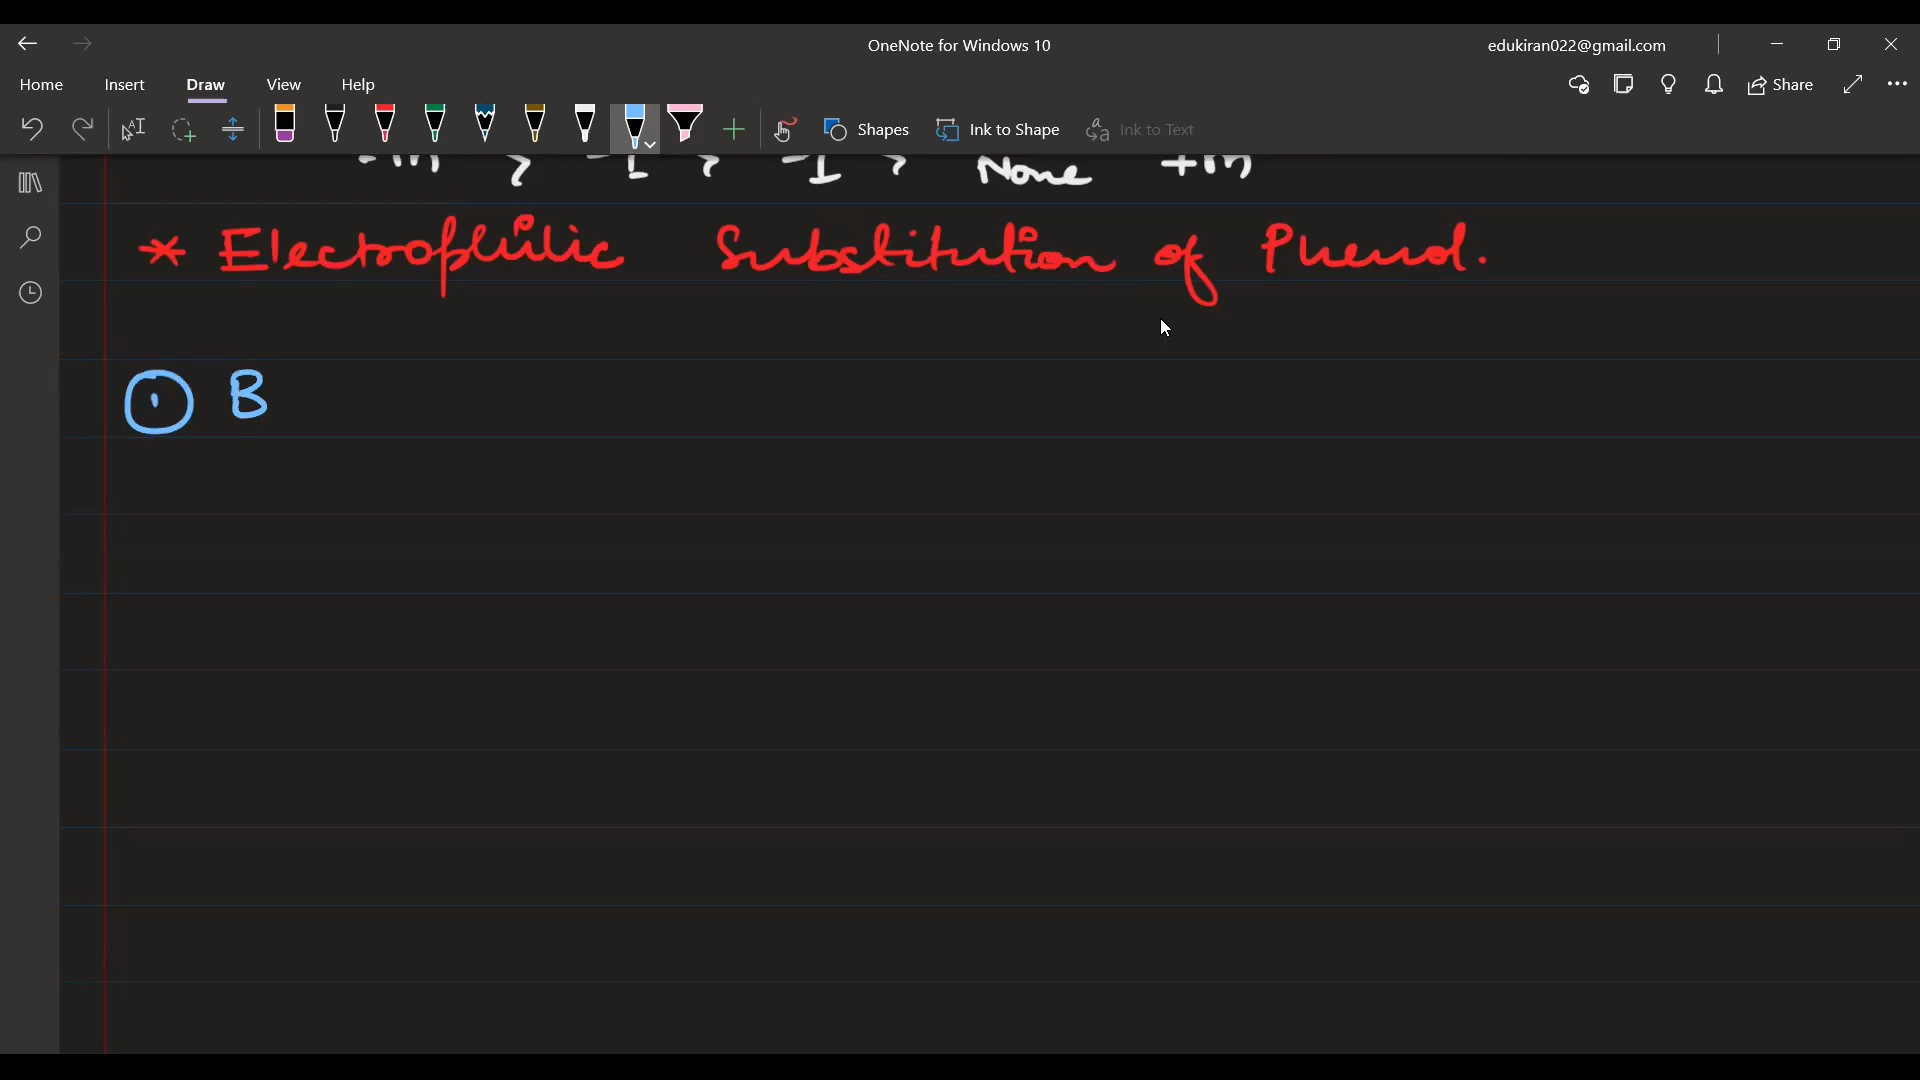 OneNote for Windows 10
edukiran022@gmail.com
Home Insert Draw View Help
Share
Shapes Ink to Shape Ink to Text
-m > -I > -I > None +m
* Electrophilic Substitution of Phenol.
① B